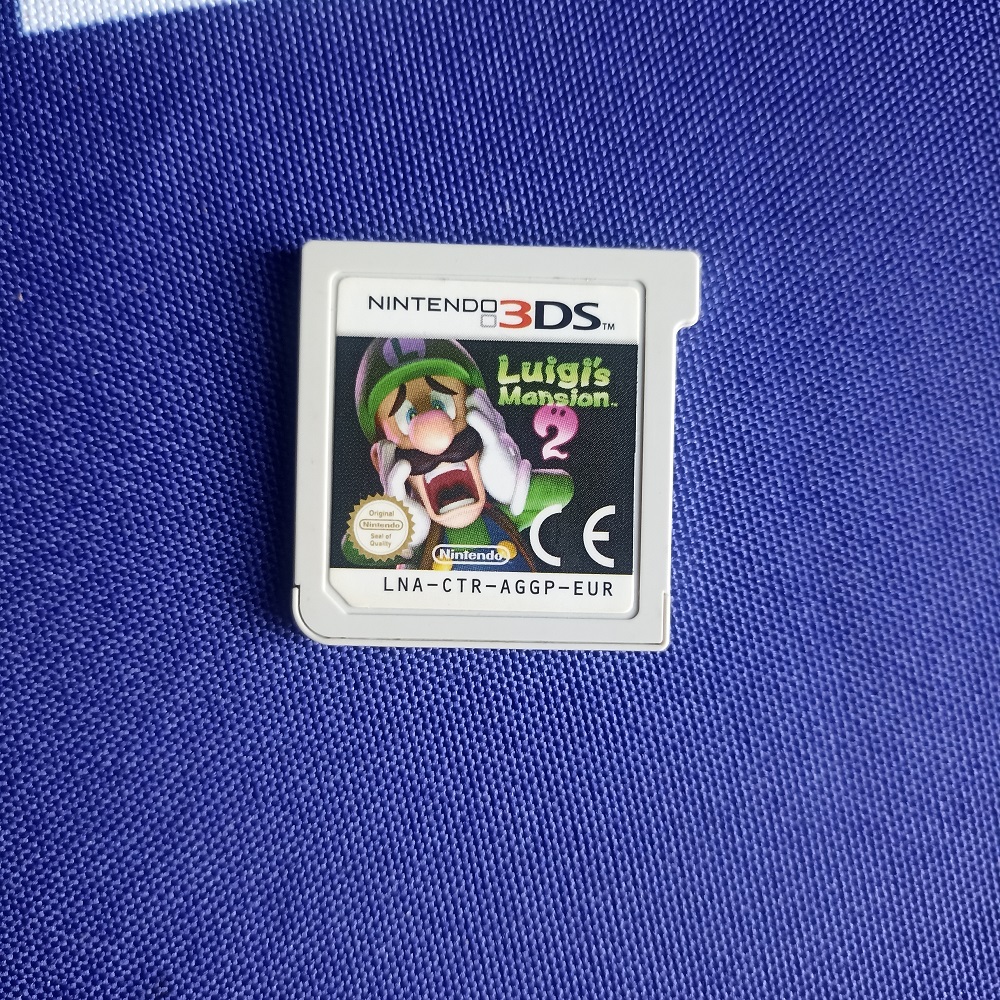 NINTENDO 3DS™
L
Luigi's
Mansion™
2
Original
Nintendo
Seal of
Quality
Nintendo
CE
LNA-CTR-AGGP-EUR